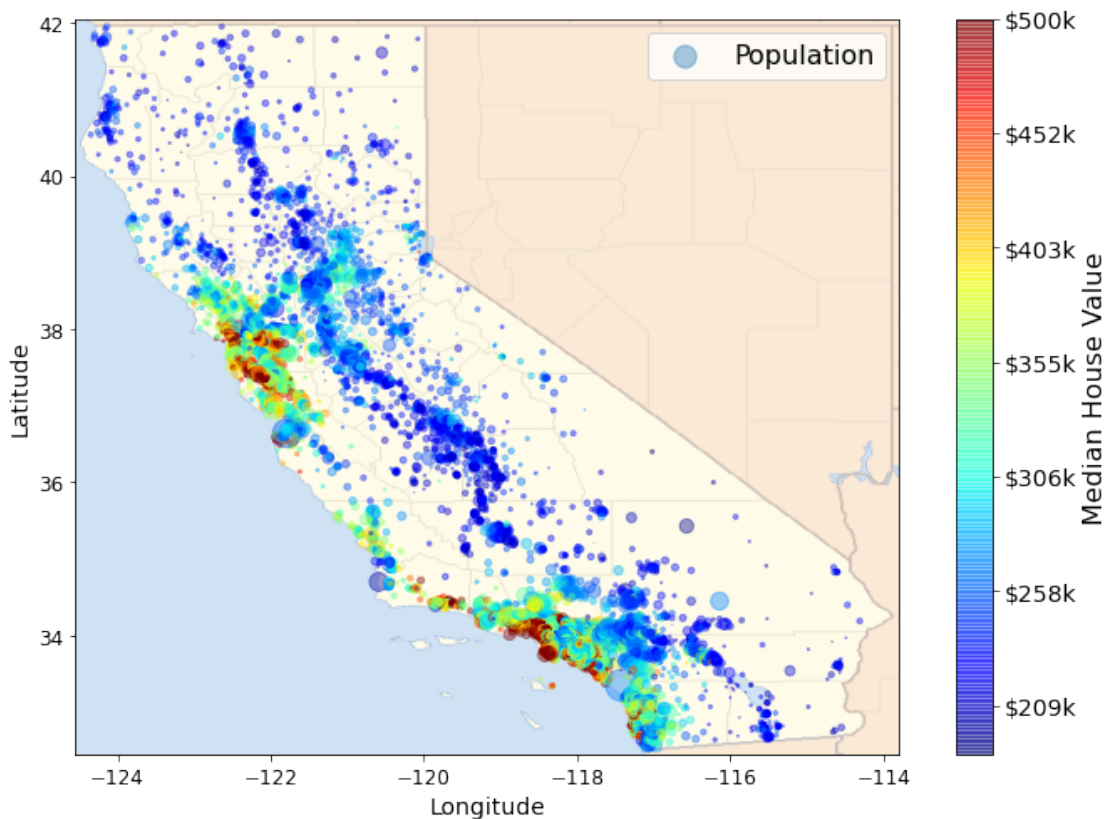 42
40
38
36
34
Latitude
−124
−122
−120
−118
−116
−114
Longitude
Population
$500k
$452k
$403k
$355k
$306k
$258k
$209k
Median House Value